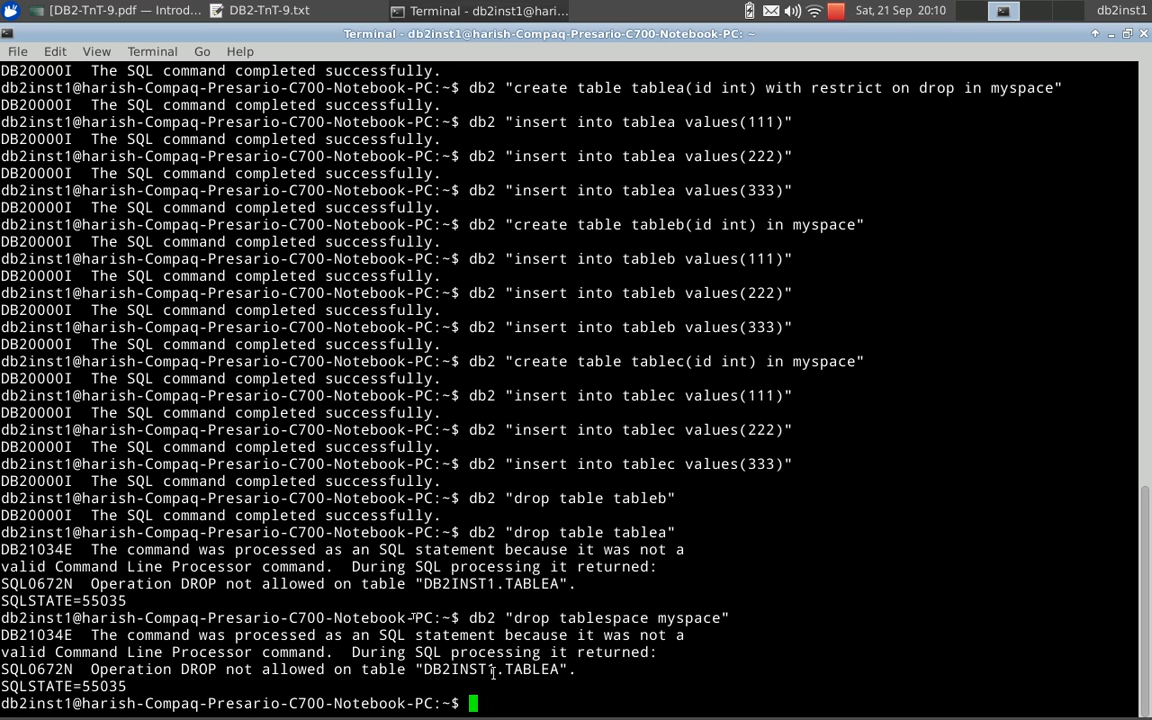 [DB2-TnT-9.pdf — Introd... DB2-TnT-9.txt Terminal - db2inst1@hari... Sat, 21 Sep 20:10 db2inst1
Terminal - db2inst1@harish-Compaq-Presario-C700-Notebook-PC: ~
File Edit View Terminal Go Help
DB20000I  The SQL command completed successfully.
db2inst1@harish-Compaq-Presario-C700-Notebook-PC:~$ db2 "create table tablea(id int) with restrict on drop in myspace"
DB20000I  The SQL command completed successfully.
db2inst1@harish-Compaq-Presario-C700-Notebook-PC:~$ db2 "insert into tablea values(111)"
DB20000I  The SQL command completed successfully.
db2inst1@harish-Compaq-Presario-C700-Notebook-PC:~$ db2 "insert into tablea values(222)"
DB20000I  The SQL command completed successfully.
db2inst1@harish-Compaq-Presario-C700-Notebook-PC:~$ db2 "insert into tablea values(333)"
DB20000I  The SQL command completed successfully.
db2inst1@harish-Compaq-Presario-C700-Notebook-PC:~$ db2 "create table tableb(id int) in myspace"
DB20000I  The SQL command completed successfully.
db2inst1@harish-Compaq-Presario-C700-Notebook-PC:~$ db2 "insert into tableb values(111)"
DB20000I  The SQL command completed successfully.
db2inst1@harish-Compaq-Presario-C700-Notebook-PC:~$ db2 "insert into tableb values(222)"
DB20000I  The SQL command completed successfully.
db2inst1@harish-Compaq-Presario-C700-Notebook-PC:~$ db2 "insert into tableb values(333)"
DB20000I  The SQL command completed successfully.
db2inst1@harish-Compaq-Presario-C700-Notebook-PC:~$ db2 "create table tablec(id int) in myspace"
DB20000I  The SQL command completed successfully.
db2inst1@harish-Compaq-Presario-C700-Notebook-PC:~$ db2 "insert into tablec values(111)"
DB20000I  The SQL command completed successfully.
db2inst1@harish-Compaq-Presario-C700-Notebook-PC:~$ db2 "insert into tablec values(222)"
DB20000I  The SQL command completed successfully.
db2inst1@harish-Compaq-Presario-C700-Notebook-PC:~$ db2 "insert into tablec values(333)"
DB20000I  The SQL command completed successfully.
db2inst1@harish-Compaq-Presario-C700-Notebook-PC:~$ db2 "drop table tableb"
DB20000I  The SQL command completed successfully.
db2inst1@harish-Compaq-Presario-C700-Notebook-PC:~$ db2 "drop table tablea"
DB21034E  The command was processed as an SQL statement because it was not a
valid Command Line Processor command.  During SQL processing it returned:
SQL0672N  Operation DROP not allowed on table "DB2INST1.TABLEA".
SQLSTATE=55035
db2inst1@harish-Compaq-Presario-C700-Notebook-PC:~$ db2 "drop tablespace myspace"
DB21034E  The command was processed as an SQL statement because it was not a
valid Command Line Processor command.  During SQL processing it returned:
SQL0672N  Operation DROP not allowed on table "DB2INST1.TABLEA".
SQLSTATE=55035
db2inst1@harish-Compaq-Presario-C700-Notebook-PC:~$